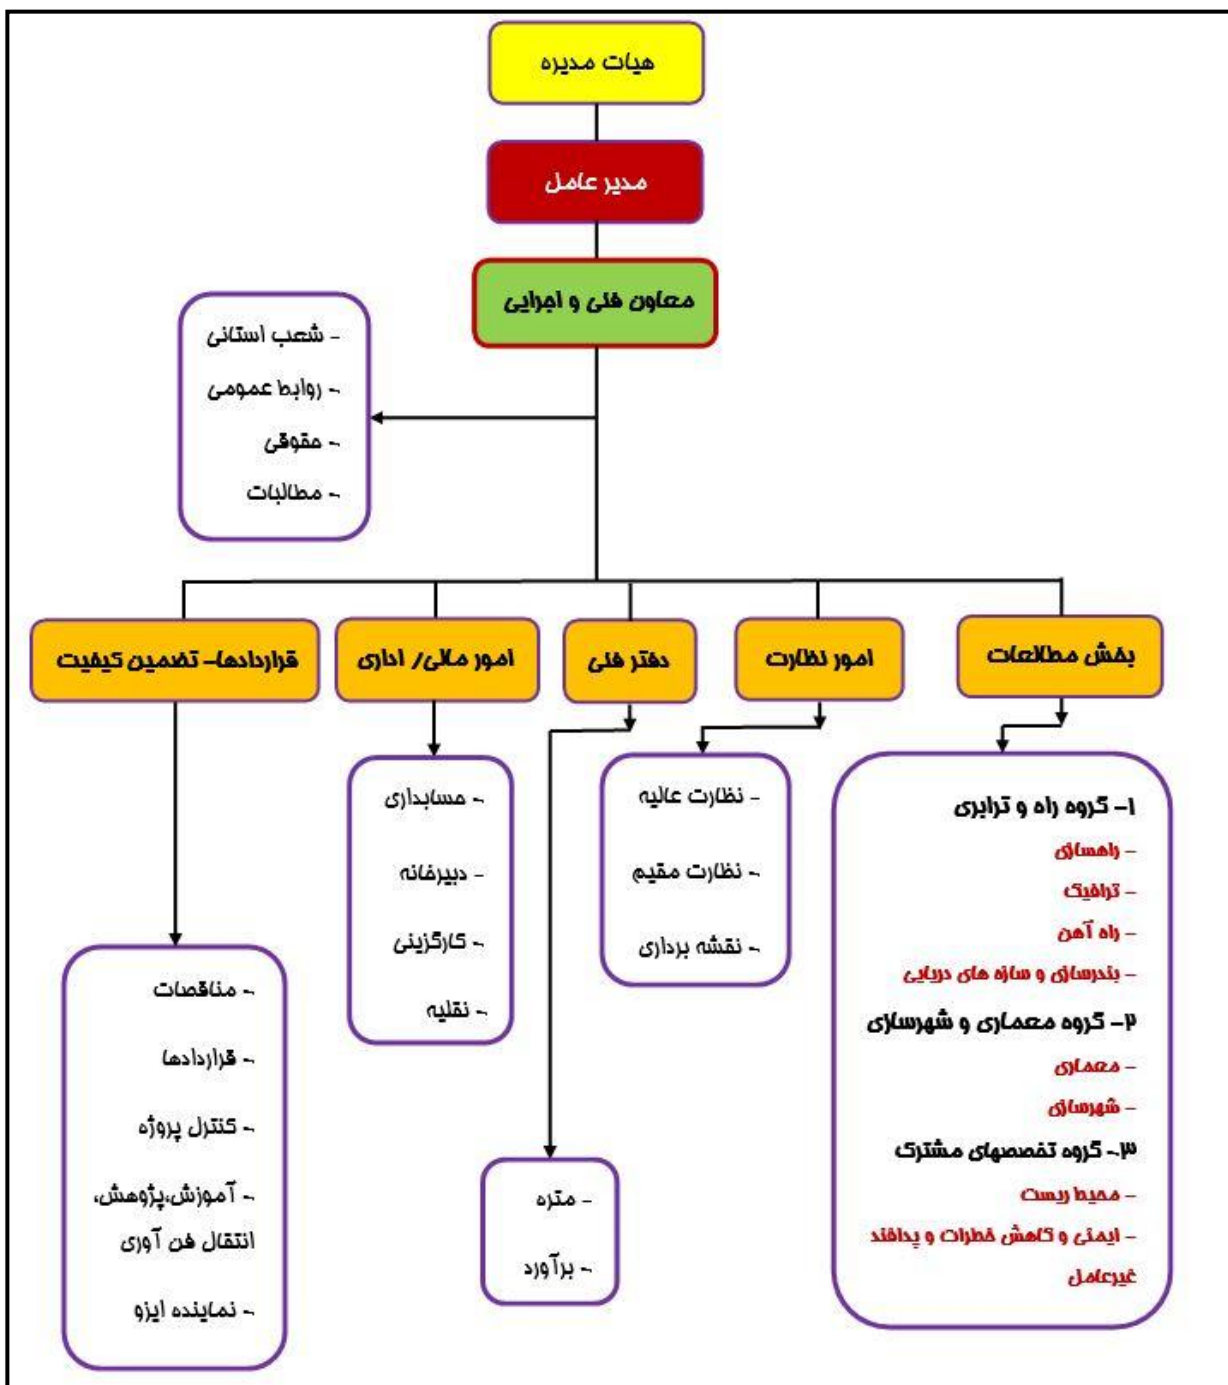 هیات مدیره
مدیر عامل
معاون فنی و اجرایی
- شعب استانی
- روابط عمومی
- حقوقی
- مطالبات
بخش مطالعات
امور نظارت
دفتر فنی
امور مالی/ اداری
قراردادها- تضمین کیفیت
۱- گروه راه و ترابری
- راهسازی
- ترافیک
- راه آهن
- بندرسازی و سازه های دریایی
۲- گروه معماری و شهرسازی
- معماری
- شهرسازی
۳- گروه تخصصهای مشترک
- محیط ریست
- ایمنی و کاهش خطرات و پدافند
غیرعامل
- نظارت عالیه
- نظارت مقیم
- نقشه برداری
- متره
- برآورد
- حسابداری
- دبیرخانه
- کارگزینی
- نقلیه
- مناقصات
- قراردادها
- کنترل پروژه
- آموزش،پژوهش،
انتقال فن آوری
- نماینده ایزو